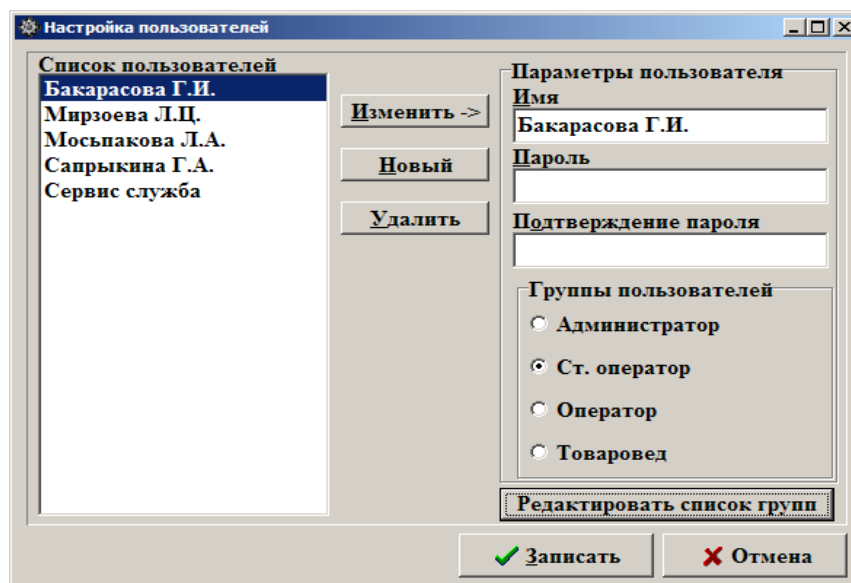 Настройка пользователей
Список пользователей
Бакарасова Г.И.
Мирзоева Л.Ц.
Мосьпакова Л.А.
Сапрыкина Г.А.
Сервис служба
Изменить ->
Новый
Удалить
Параметры пользователя
Имя
Бакарасова Г.И.
Пароль
Подтверждение пароля
Группы пользователей
Администратор
Ст. оператор
Оператор
Товаровед
Редактировать список групп
Записать
Отмена